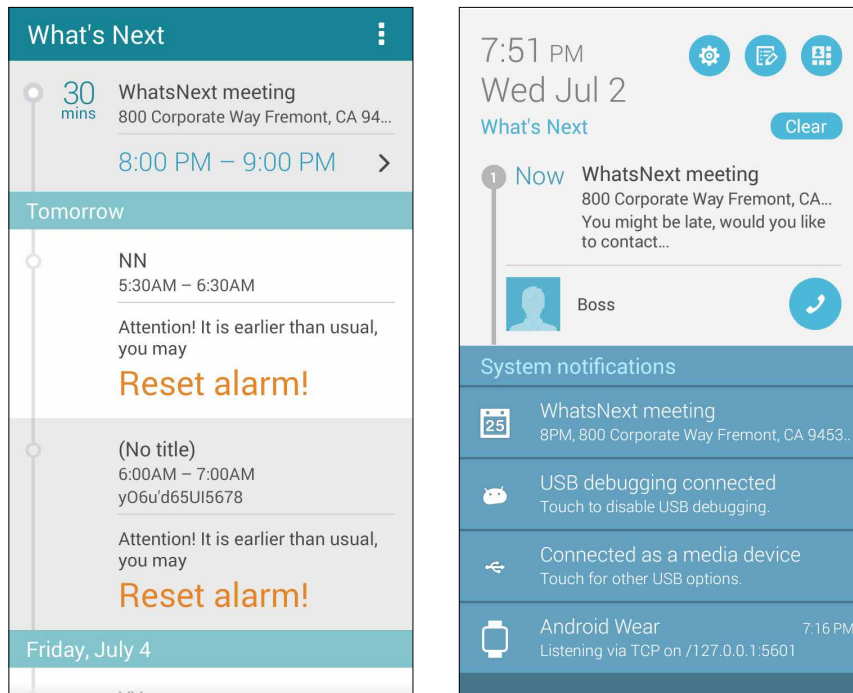 What's Next
30
mins
WhatsNext meeting
800 Corporate Way Fremont, CA 94...
8:00 PM – 9:00 PM
Tomorrow
NN
5:30AM – 6:30AM
Attention! It is earlier than usual,
you may
Reset alarm!
(No title)
6:00AM – 7:00AM
yO6u'd65UI5678
Attention! It is earlier than usual,
you may
Reset alarm!
Friday, July 4
7:51 PM
Wed Jul 2
What's Next
Clear
1
Now
WhatsNext meeting
800 Corporate Way Fremont, CA...
You might be late, would you like
to contact...
Boss
System notifications
25
WhatsNext meeting
8PM, 800 Corporate Way Fremont, CA 9453..
USB debugging connected
Touch to disable USB debugging.
Connected as a media device
Touch for other USB options.
Android Wear
7:16 PM
Listening via TCP on /127.0.0.1:5601